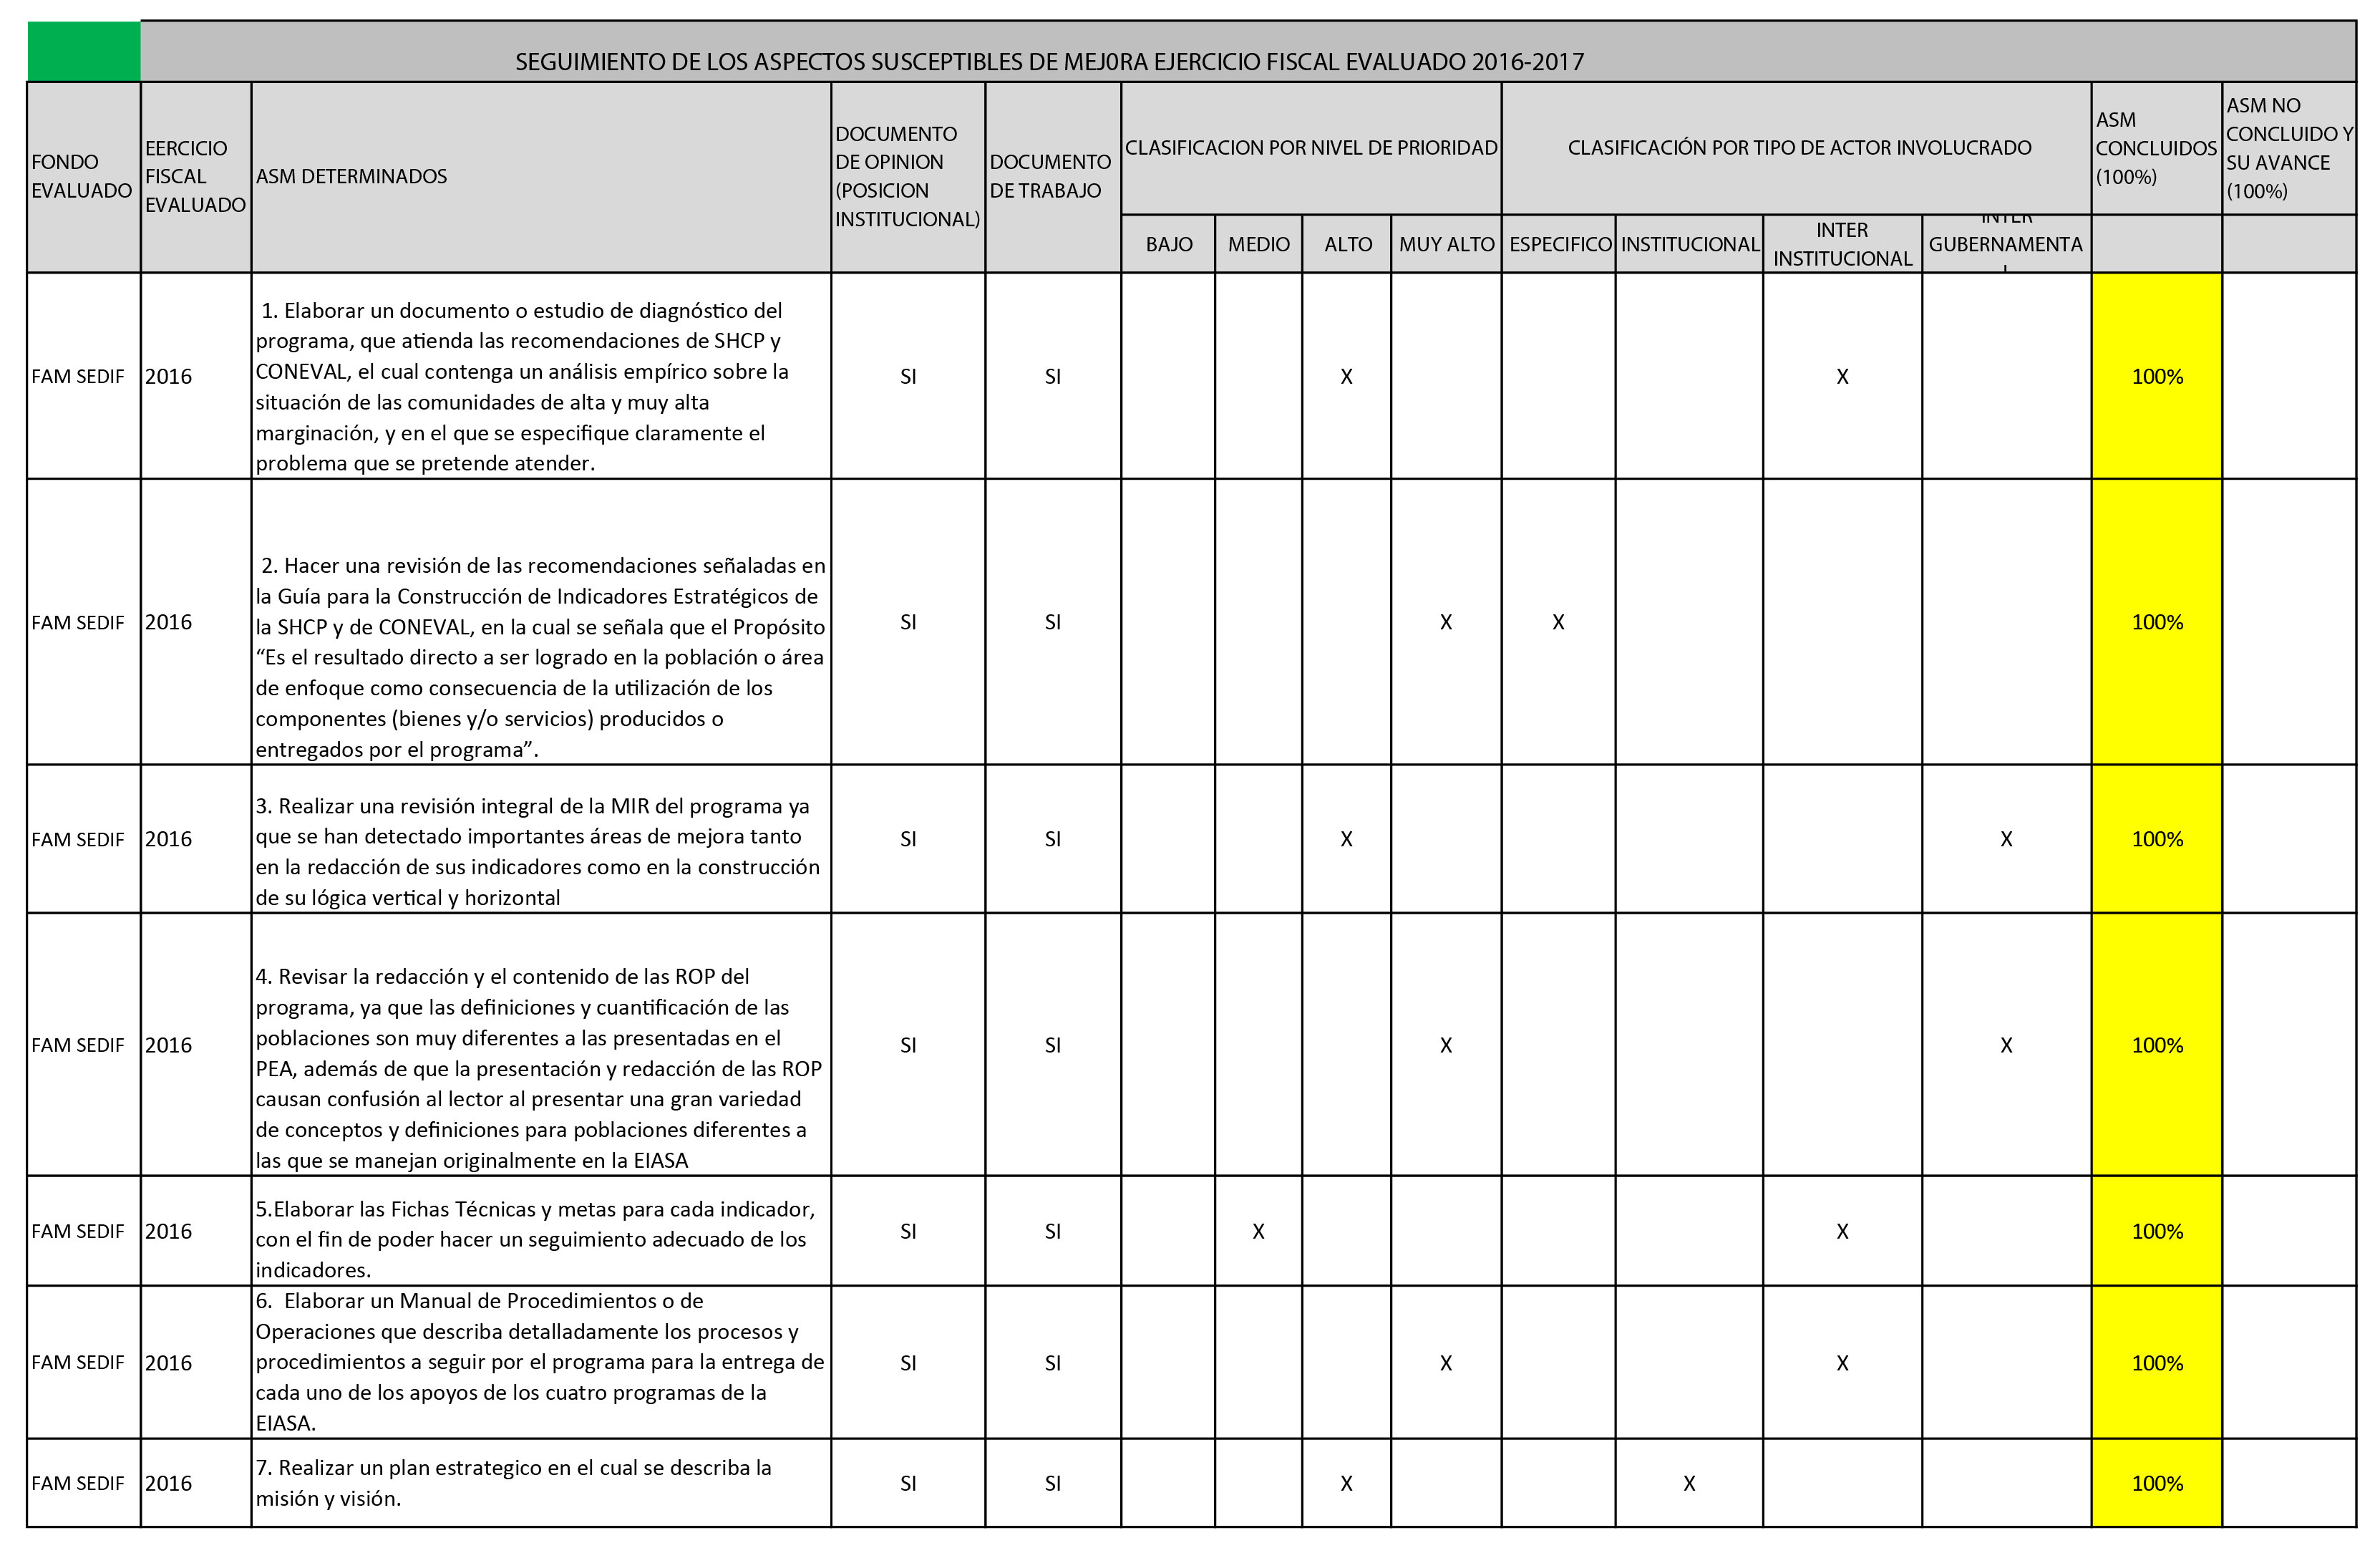 SEGUIMIENTO DE LOS ASPECTOS SUSCEPTIBLES DE MEJ0RA EJERCICIO FISCAL EVALUADO 2016-2017
FONDO
EVALUADO
EERCICIO
FISCAL
EVALUADO
ASM DETERMINADOS
DOCUMENTO
DE OPINION
(POSICION
INSTITUCIONAL)
DOCUMENTO
DE TRABAJO
CLASIFICACION POR NIVEL DE PRIORIDAD
CLASIFICACIÓN POR TIPO DE ACTOR INVOLUCRADO
ASM
CONCLUIDOS
(100%)
ASM NO
CONCLUIDO Y
SU AVANCE
(100%)
BAJO
MEDIO
ALTO
MUY ALTO
ESPECIFICO
INSTITUCIONAL
INTER
INSTITUCIONAL
INTER
GUBERNAMENTA
l
FAM SEDIF
2016
1. Elaborar un documento o estudio de diagnóstico del
programa, que atienda las recomendaciones de SHCP y
CONEVAL, el cual contenga un análisis empírico sobre la
situación de las comunidades de alta y muy alta
marginación, y en el que se especifique claramente el
problema que se pretende atender.
SI
SI
X
X
100%
FAM SEDIF
2016
2. Hacer una revisión de las recomendaciones señaladas en
la Guía para la Construcción de Indicadores Estratégicos de
la SHCP y de CONEVAL, en la cual se señala que el Propósito
“Es el resultado directo a ser logrado en la población o área
de enfoque como consecuencia de la utilización de los
componentes (bienes y/o servicios) producidos o
entregados por el programa”.
SI
SI
X
X
100%
FAM SEDIF
2016
3. Realizar una revisión integral de la MIR del programa ya
que se han detectado importantes áreas de mejora tanto
en la redacción de sus indicadores como en la construcción
de su lógica vertical y horizontal
SI
SI
X
X
100%
FAM SEDIF
2016
4. Revisar la redacción y el contenido de las ROP del
programa, ya que las definiciones y cuantificación de las
poblaciones son muy diferentes a las presentadas en el
PEA, además de que la presentación y redacción de las ROP
causan confusión al lector al presentar una gran variedad
de conceptos y definiciones para poblaciones diferentes a
las que se manejan originalmente en la EIASA
SI
SI
X
X
100%
FAM SEDIF
2016
5.Elaborar las Fichas Técnicas y metas para cada indicador,
con el fin de poder hacer un seguimiento adecuado de los
indicadores.
SI
SI
X
X
100%
FAM SEDIF
2016
6.  Elaborar un Manual de Procedimientos o de
Operaciones que describa detalladamente los procesos y
procedimientos a seguir por el programa para la entrega de
cada uno de los apoyos de los cuatro programas de la
EIASA.
SI
SI
X
X
100%
FAM SEDIF
2016
7. Realizar un plan estrategico en el cual se describa la
misión y visión.
SI
SI
X
X
100%